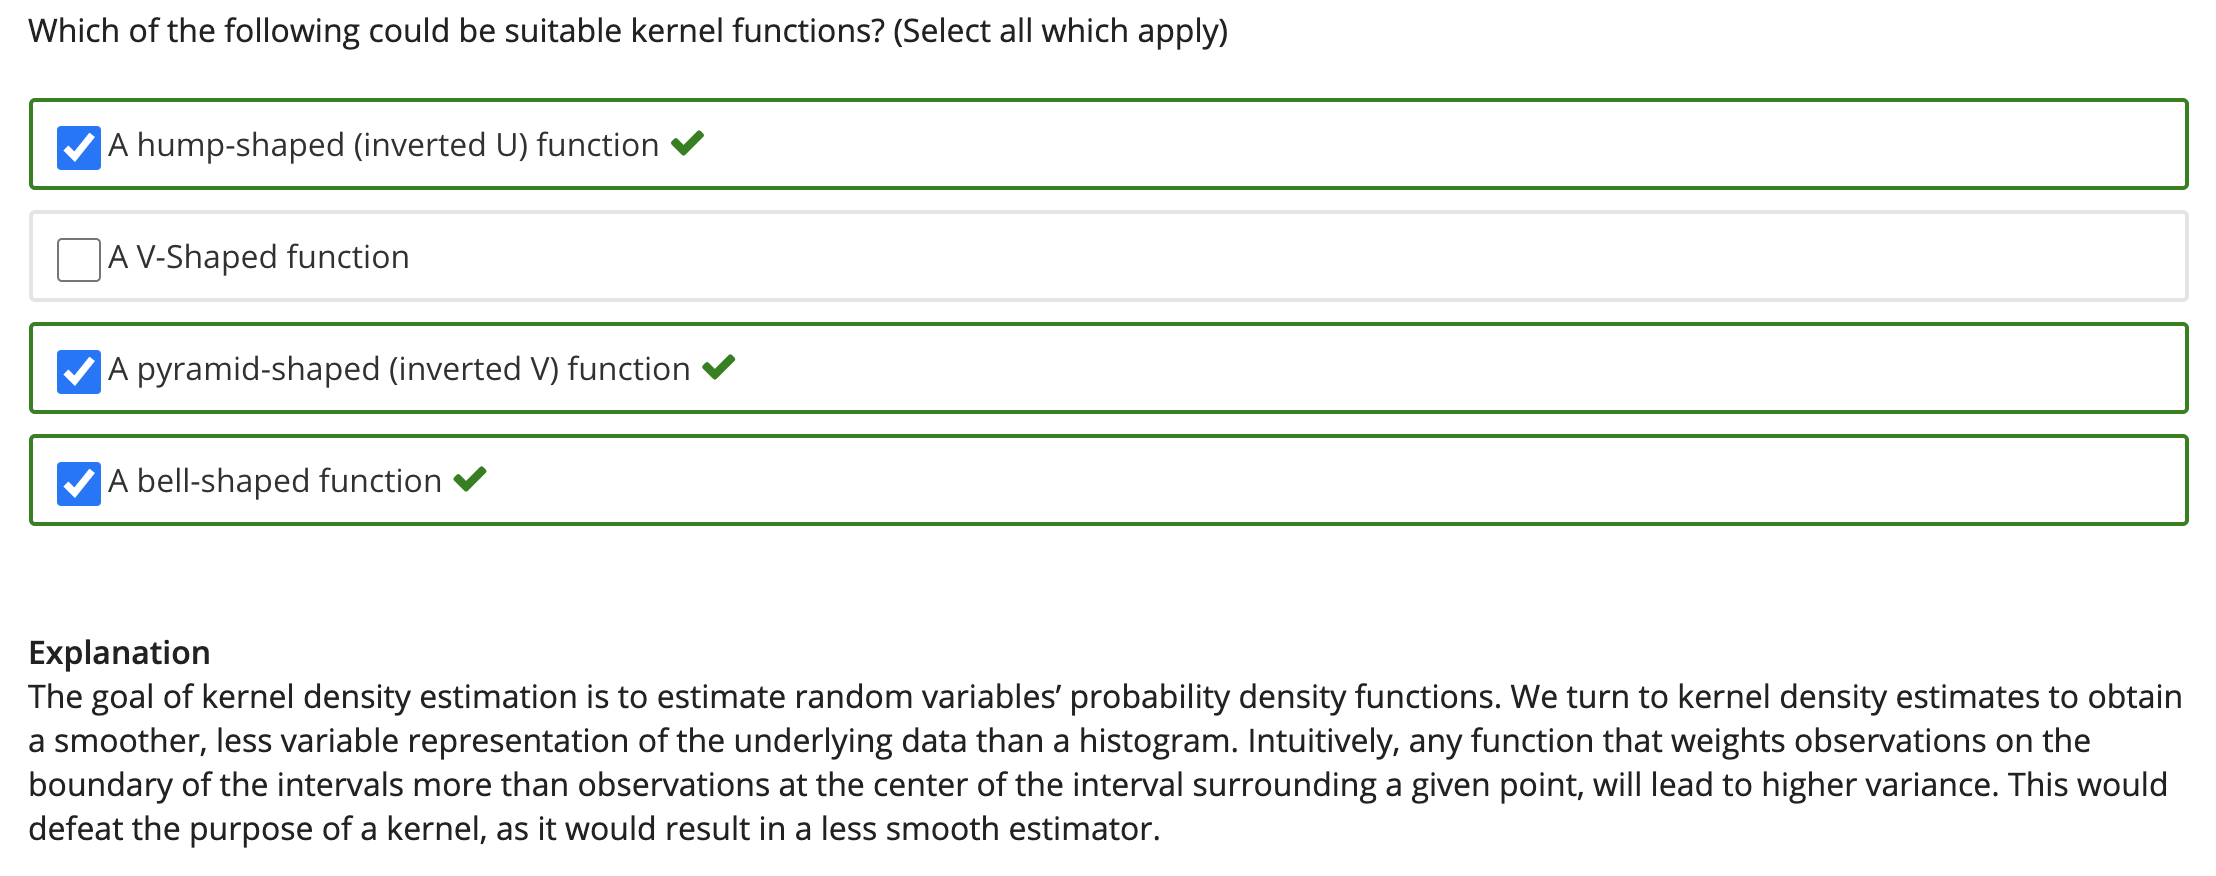 Which of the following could be suitable kernel functions? (Select all which apply)
A hump-shaped (inverted U) function
A V-Shaped function
A pyramid-shaped (inverted V) function
A bell-shaped function
Explanation
The goal of kernel density estimation is to estimate random variables’ probability density functions. We turn to kernel density estimates to obtain
a smoother, less variable representation of the underlying data than a histogram. Intuitively, any function that weights observations on the
boundary of the intervals more than observations at the center of the interval surrounding a given point, will lead to higher variance. This would
defeat the purpose of a kernel, as it would result in a less smooth estimator.